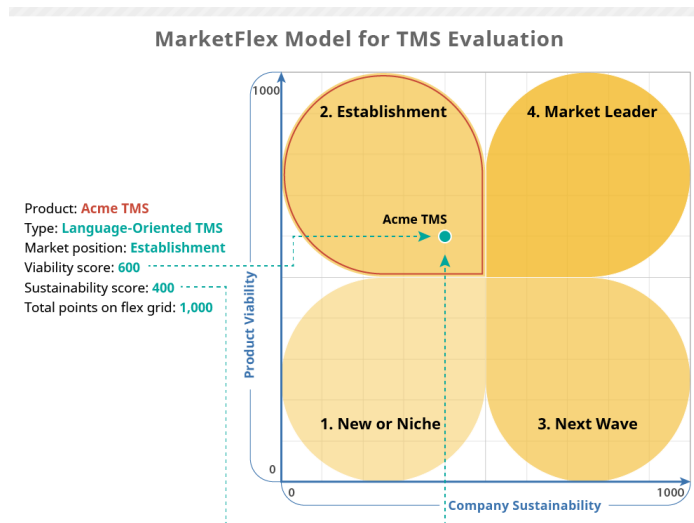 MarketFlex Model for TMS Evaluation
1000
2. Establishment
4. Market Leader
Acme TMS
Product: Acme TMS
Type: Language-Oriented TMS
Market position: Establishment
Viability score: 600
Sustainability score: 400
Total points on flex grid: 1,000
Product Viability
1. New or Niche
3. Next Wave
0
0
1000
Company Sustainability